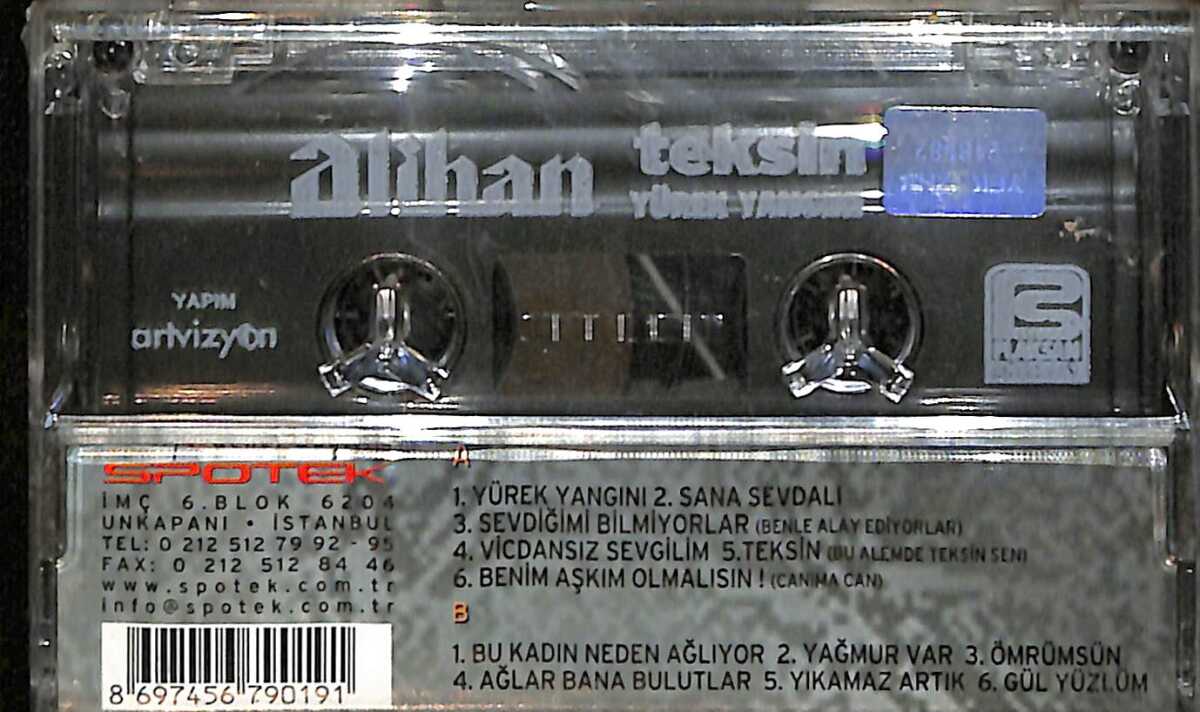 alihan
teksin
YÜREK YANGINI
YAPIM
artvizyon
PLAKSAN
SPOTEK
İMÇ 6.BLOK 6204
UNKAPANI • İSTANBUL
TEL: 0 212 512 79 92 - 95
FAX: 0 212 512 84 46
www.spotek.com.tr
info@spotek.com.tr
8 697456 790191
A
1. YÜREK YANGINI 2. SANA SEVDALI
3. SEVDİĞİMİ BİLMİYORLAR (BENLE ALAY EDİYORLAR)
4. VİCDANSIZ SEVGİLİM 5.TEKSİN (BU ALEMDE TEKSİN SEN)
6. BENİM AŞKIM OLMALISIN ! (CANIMA CAN)
B
1. BU KADIN NEDEN AĞLIYOR 2. YAĞMUR VAR 3. ÖMRÜMSÜN
4. AĞLAR BANA BULUTLAR 5. YIKAMAZ ARTIK 6. GÜL YÜZLÜM